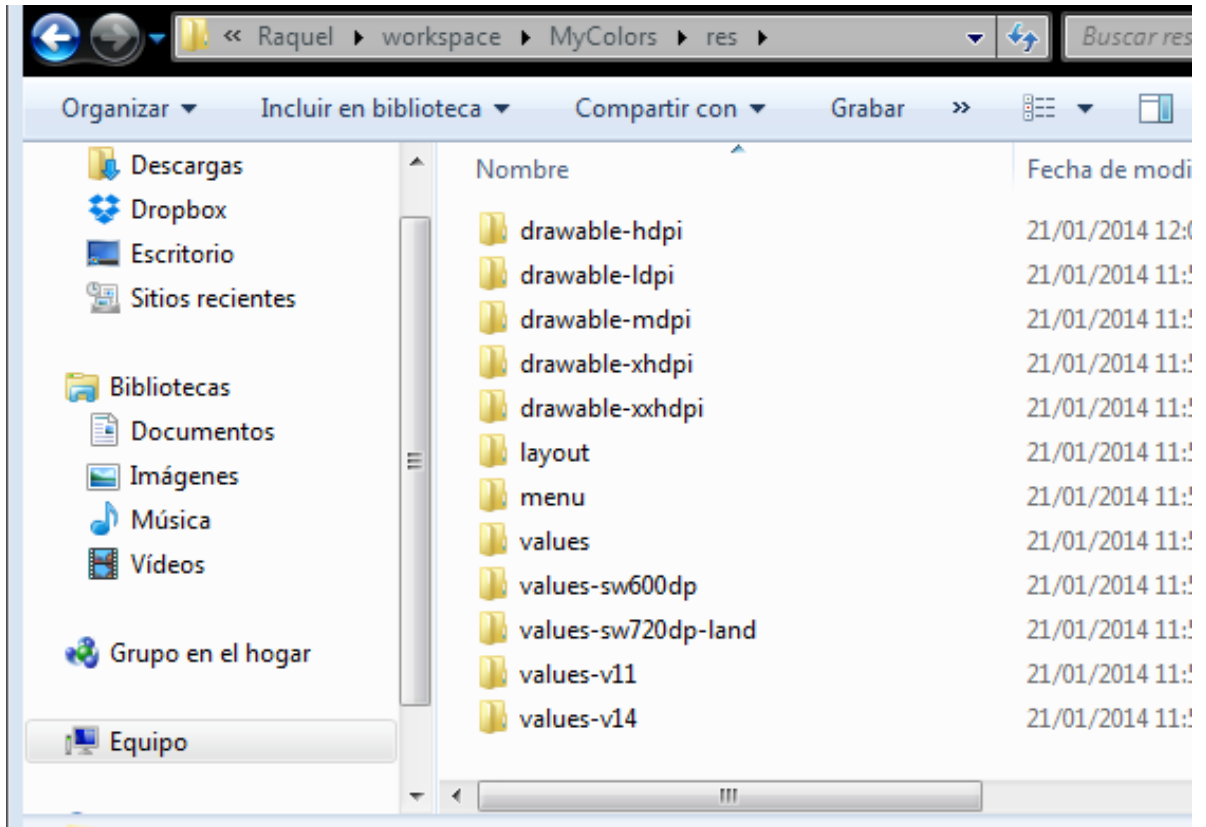 « Raquel workspace MyColors res Buscar res
Organizar Incluir en biblioteca Compartir con Grabar »
Descargas
Dropbox
Escritorio
Sitios recientes
Bibliotecas
Documentos
Imágenes
Música
Vídeos
Grupo en el hogar
Equipo
Nombre Fecha de modi
drawable-hdpi 21/01/2014 12:0
drawable-ldpi 21/01/2014 11:5
drawable-mdpi 21/01/2014 11:5
drawable-xhdpi 21/01/2014 11:5
drawable-xxhdpi 21/01/2014 11:5
layout 21/01/2014 11:5
menu 21/01/2014 11:5
values 21/01/2014 11:5
values-sw600dp 21/01/2014 11:5
values-sw720dp-land 21/01/2014 11:5
values-v11 21/01/2014 11:5
values-v14 21/01/2014 11:5